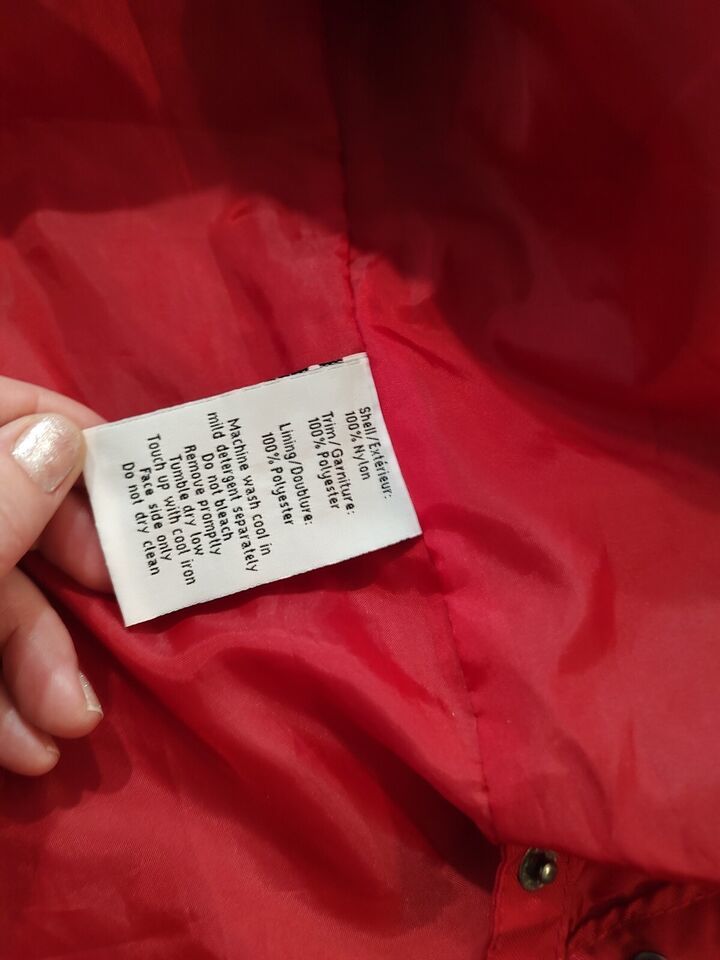 Shell/Extérieur:
100% Nylon
Trim/Garniture:
100% Polyester
Lining/Doublure:
100% Polyester
Machine wash cool in
mild detergent separately
Do not bleach
Remove promptly
Tumble dry low
Touch up with cool iron
Face side only
Do not dry clean